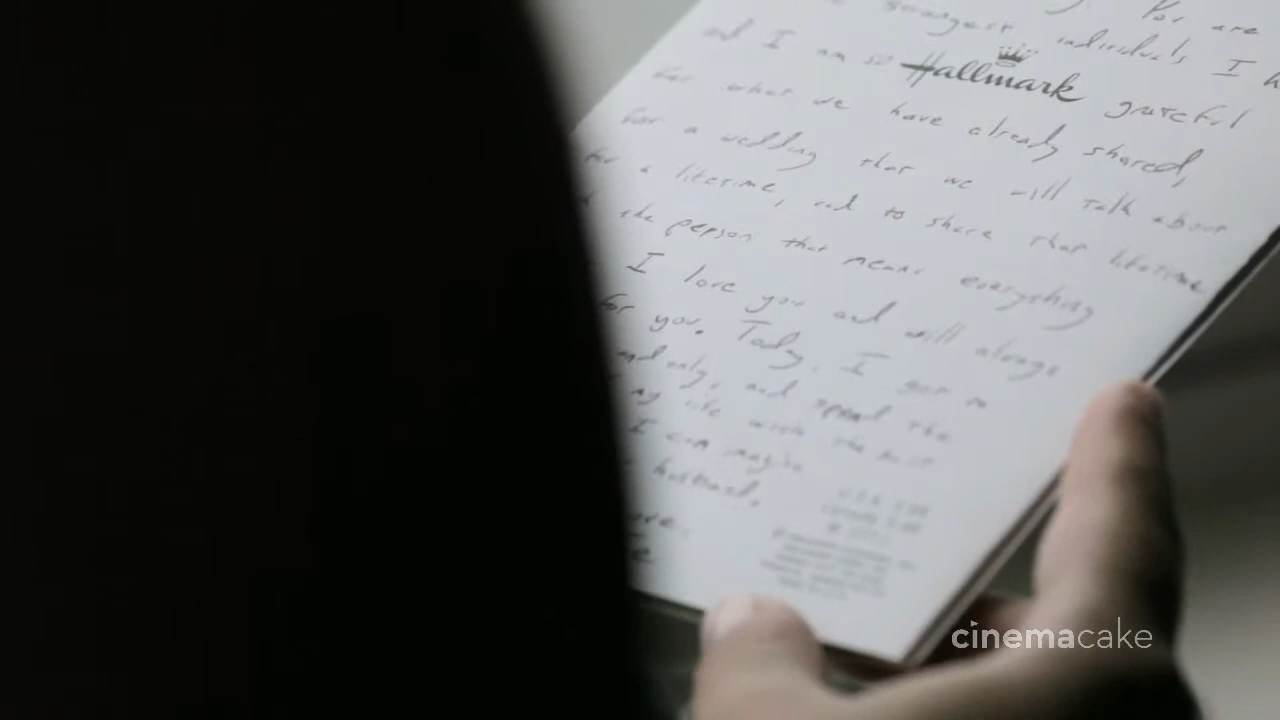 You are
strongest individuals I h
and I am so Hallmark grateful
for what we have already shared,
for a wedding that we will talk about
for a lifetime, and to share that lifetime
the person that means everything
I love you and will always
for you. Today, I get to
and only, and spend the
my life with the best
I can imagine
husband.
cinemacake